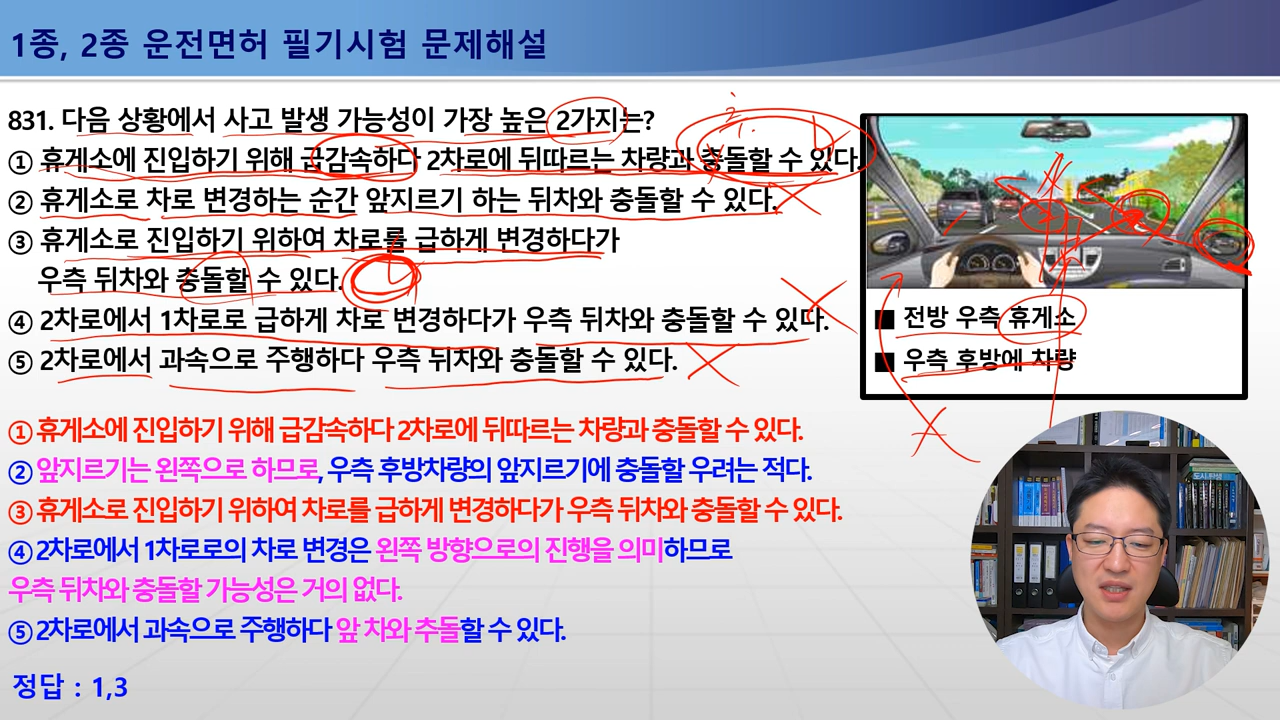 1종, 2종 운전면허 필기시험 문제해설
831. 다음 상황에서 사고 발생 가능성이 가장 높은 2가지는?
① 휴게소에 진입하기 위해 급감속하다 2차로에 뒤따르는 차량과 충돌할 수 있다.
② 휴게소로 차로 변경하는 순간 앞지르기 하는 뒤차와 충돌할 수 있다.
③ 휴게소로 진입하기 위하여 차로를 급하게 변경하다가
우측 뒤차와 충돌할 수 있다.
④ 2차로에서 1차로로 급하게 차로 변경하다가 우측 뒤차와 충돌할 수 있다.
⑤ 2차로에서 과속으로 주행하다 우측 뒤차와 충돌할 수 있다.
■ 전방 우측 휴게소
■ 우측 후방에 차량
① 휴게소에 진입하기 위해 급감속하다 2차로에 뒤따르는 차량과 충돌할 수 있다.
② 앞지르기는 왼쪽으로 하므로, 우측 후방차량의 앞지르기에 충돌할 우려는 적다.
③ 휴게소로 진입하기 위하여 차로를 급하게 변경하다가 우측 뒤차와 충돌할 수 있다.
④ 2차로에서 1차로로의 차로 변경은 왼쪽 방향으로의 진행을 의미하므로
우측 뒤차와 충돌할 가능성은 거의 없다.
⑤ 2차로에서 과속으로 주행하다 앞 차와 추돌할 수 있다.
정답 : 1,3